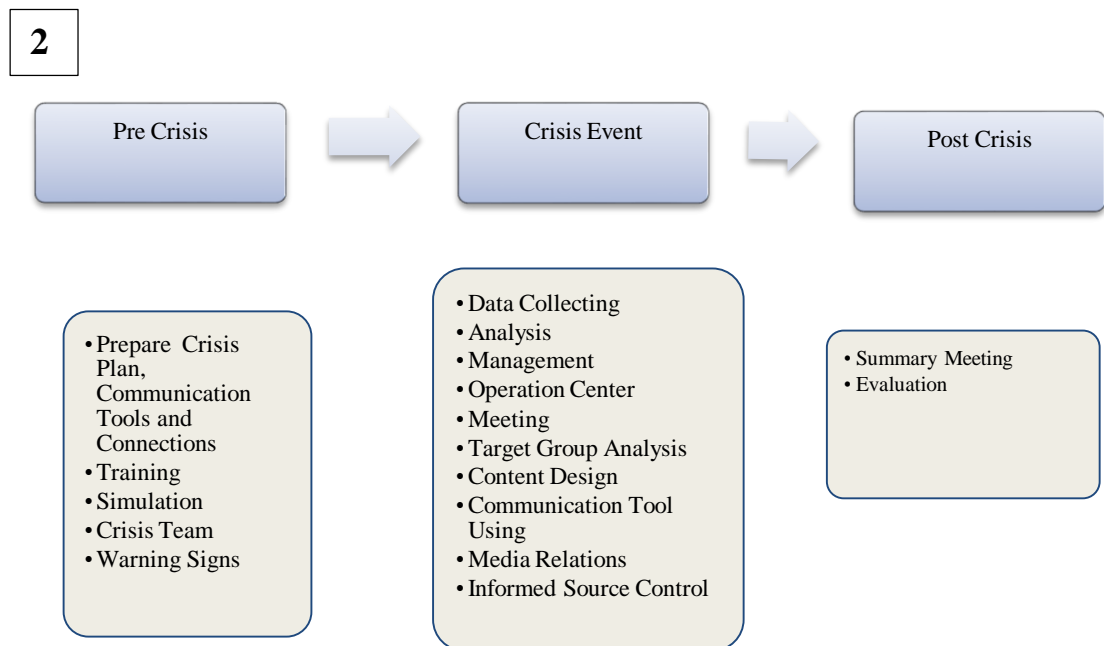 2
Pre Crisis
Crisis Event
Post Crisis
• Prepare Crisis
Plan,
Communication
Tools and
Connections
• Training
• Simulation
• Crisis Team
• Warning Signs
• Data Collecting
• Analysis
• Management
• Operation Center
• Meeting
• Target Group Analysis
• Content Design
• Communication Tool
Using
• Media Relations
• Informed Source Control
• Summary Meeting
• Evaluation